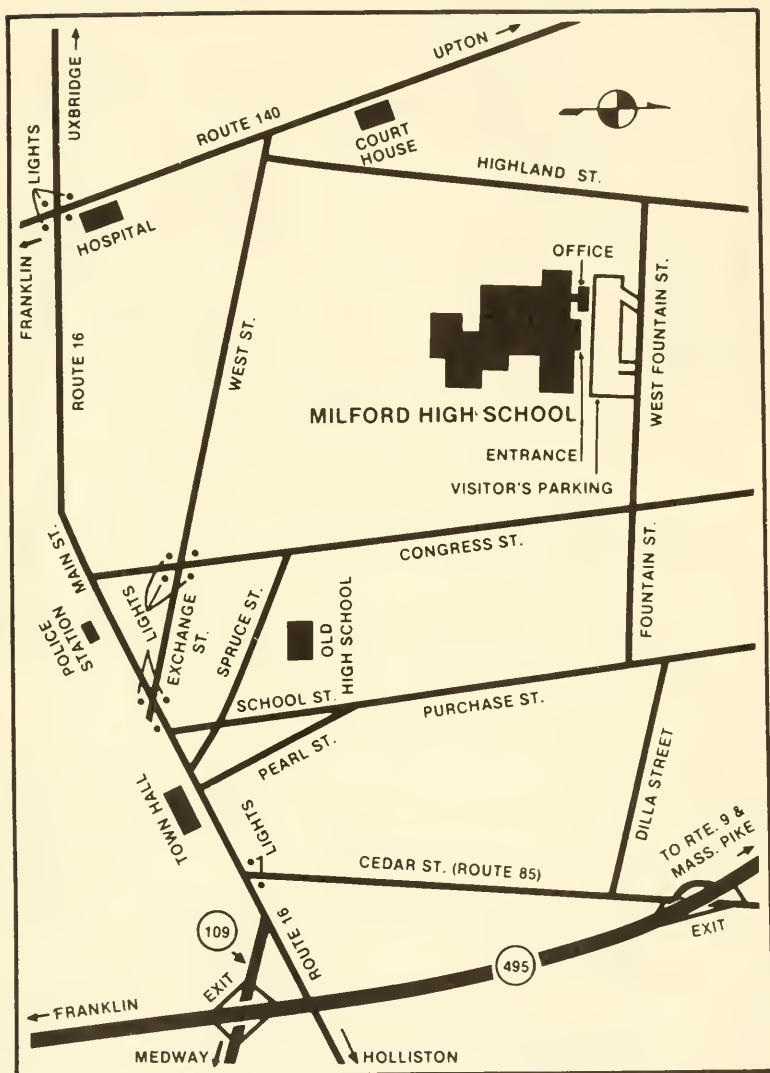 UPTON
UXBRIDGE
LIGHTS
ROUTE 140
COURT
HOUSE
HIGHLAND ST.
HOSPITAL
FRANKLIN
ROUTE 16
WEST ST.
OFFICE
WEST FOUNTAIN ST.
MILFORD HIGH SCHOOL
ENTRANCE
VISITOR'S PARKING
MAIN ST.
CONGRESS ST.
POLICE
STATION
LIGHTS
EXCHANGE
ST.
SPRUCE ST.
OLD
HIGH SCHOOL
FOUNTAIN ST.
SCHOOL ST.
PURCHASE ST.
PEARL ST.
TOWN HALL
LIGHTS
DILLA STREET
TO RTE. 9 &
MASS. PIKE
CEDAR ST. (ROUTE 85)
109
ROUTE 16
EXIT
495
EXIT
FRANKLIN
MEDWAY
HOLLISTON